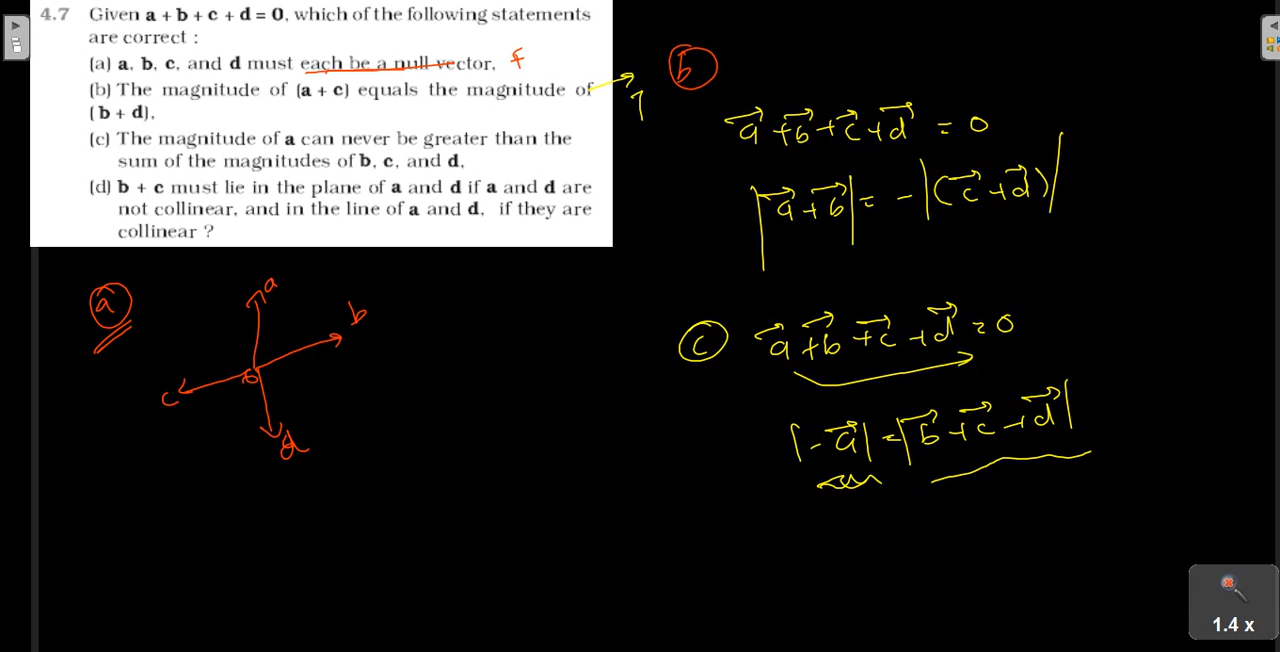 4.7 Given a + b + c + d = 0, which of the following statements
are correct :
(a) a, b, c, and d must each be a null vector, f
(b) The magnitude of (a + c) equals the magnitude of
(b + d),
(c) The magnitude of a can never be greater than the
sum of the magnitudes of b, c, and d,
(d) b + c must lie in the plane of a and d if a and d are
not collinear, and in the line of a and d, if they are
collinear ?
a
a
b
c
d
T
b
a⃗ + b⃗ + c⃗ + d⃗ = 0
|a⃗ + b⃗| = -|(c⃗ + d⃗)|
c
a⃗ + b⃗ + c⃗ + d⃗ = 0
|-a⃗| = |b⃗ + c⃗ + d⃗|
1.4 x